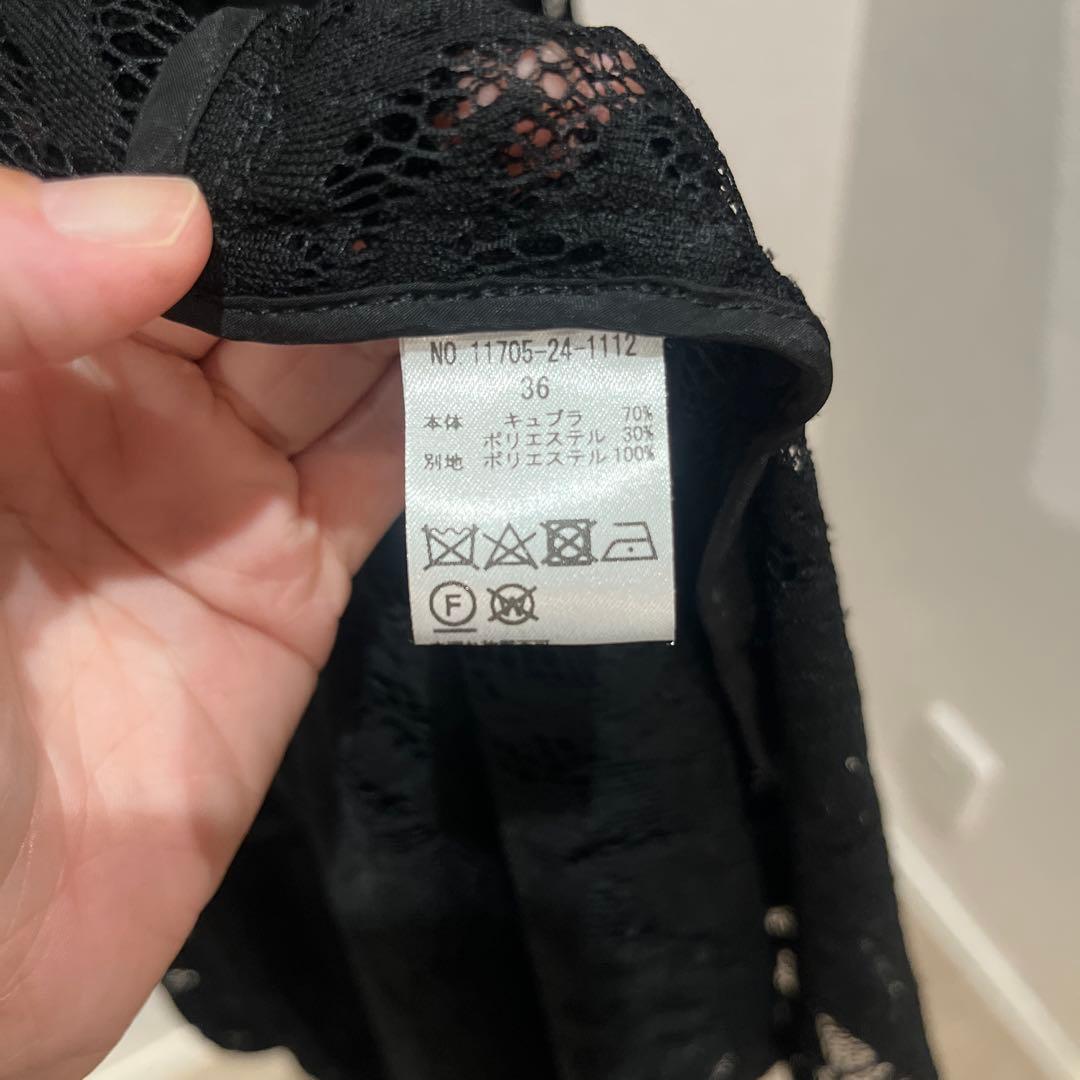 NO 11705-24-1112
36
本体 キュプラ 70%
ポリエステル 30%
別地 ポリエステル 100%
F W